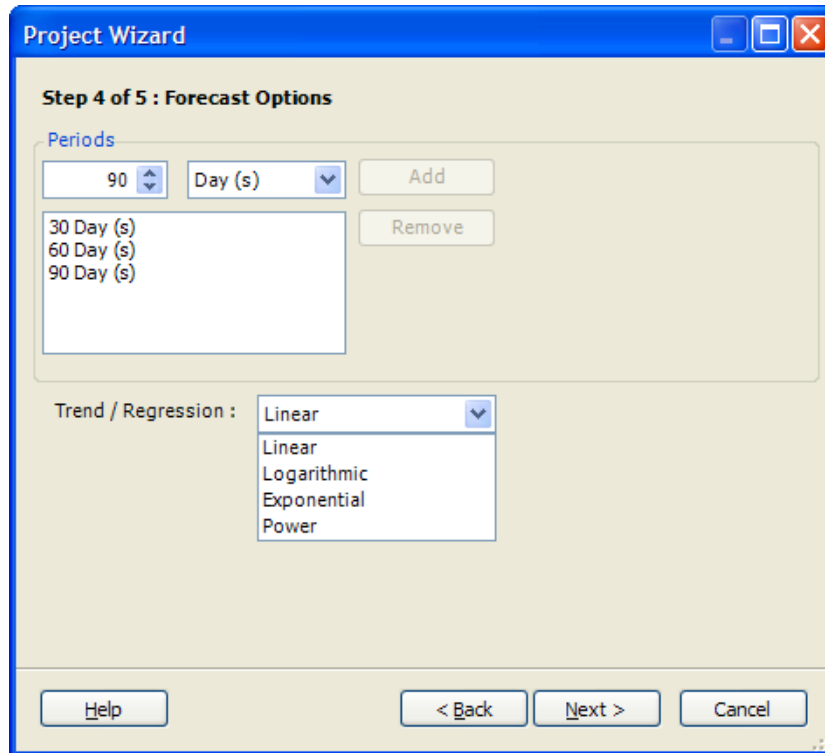 Project Wizard
Step 4 of 5 : Forecast Options
Periods
90 Day (s) Add
30 Day (s) Remove
60 Day (s)
90 Day (s)
Trend / Regression : Linear
Linear
Logarithmic
Exponential
Power
Help < Back Next > Cancel